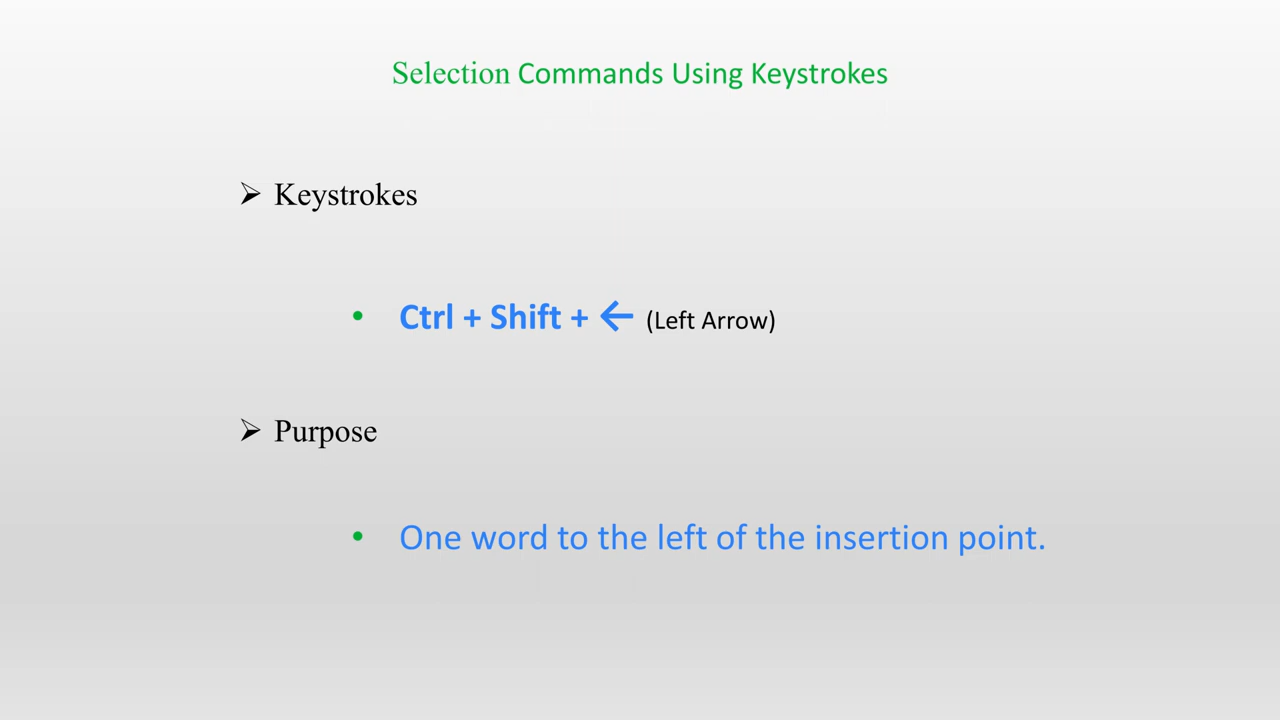 Selection Commands Using Keystrokes
➢ Keystrokes
• Ctrl + Shift + ← (Left Arrow)
➢ Purpose
• One word to the left of the insertion point.